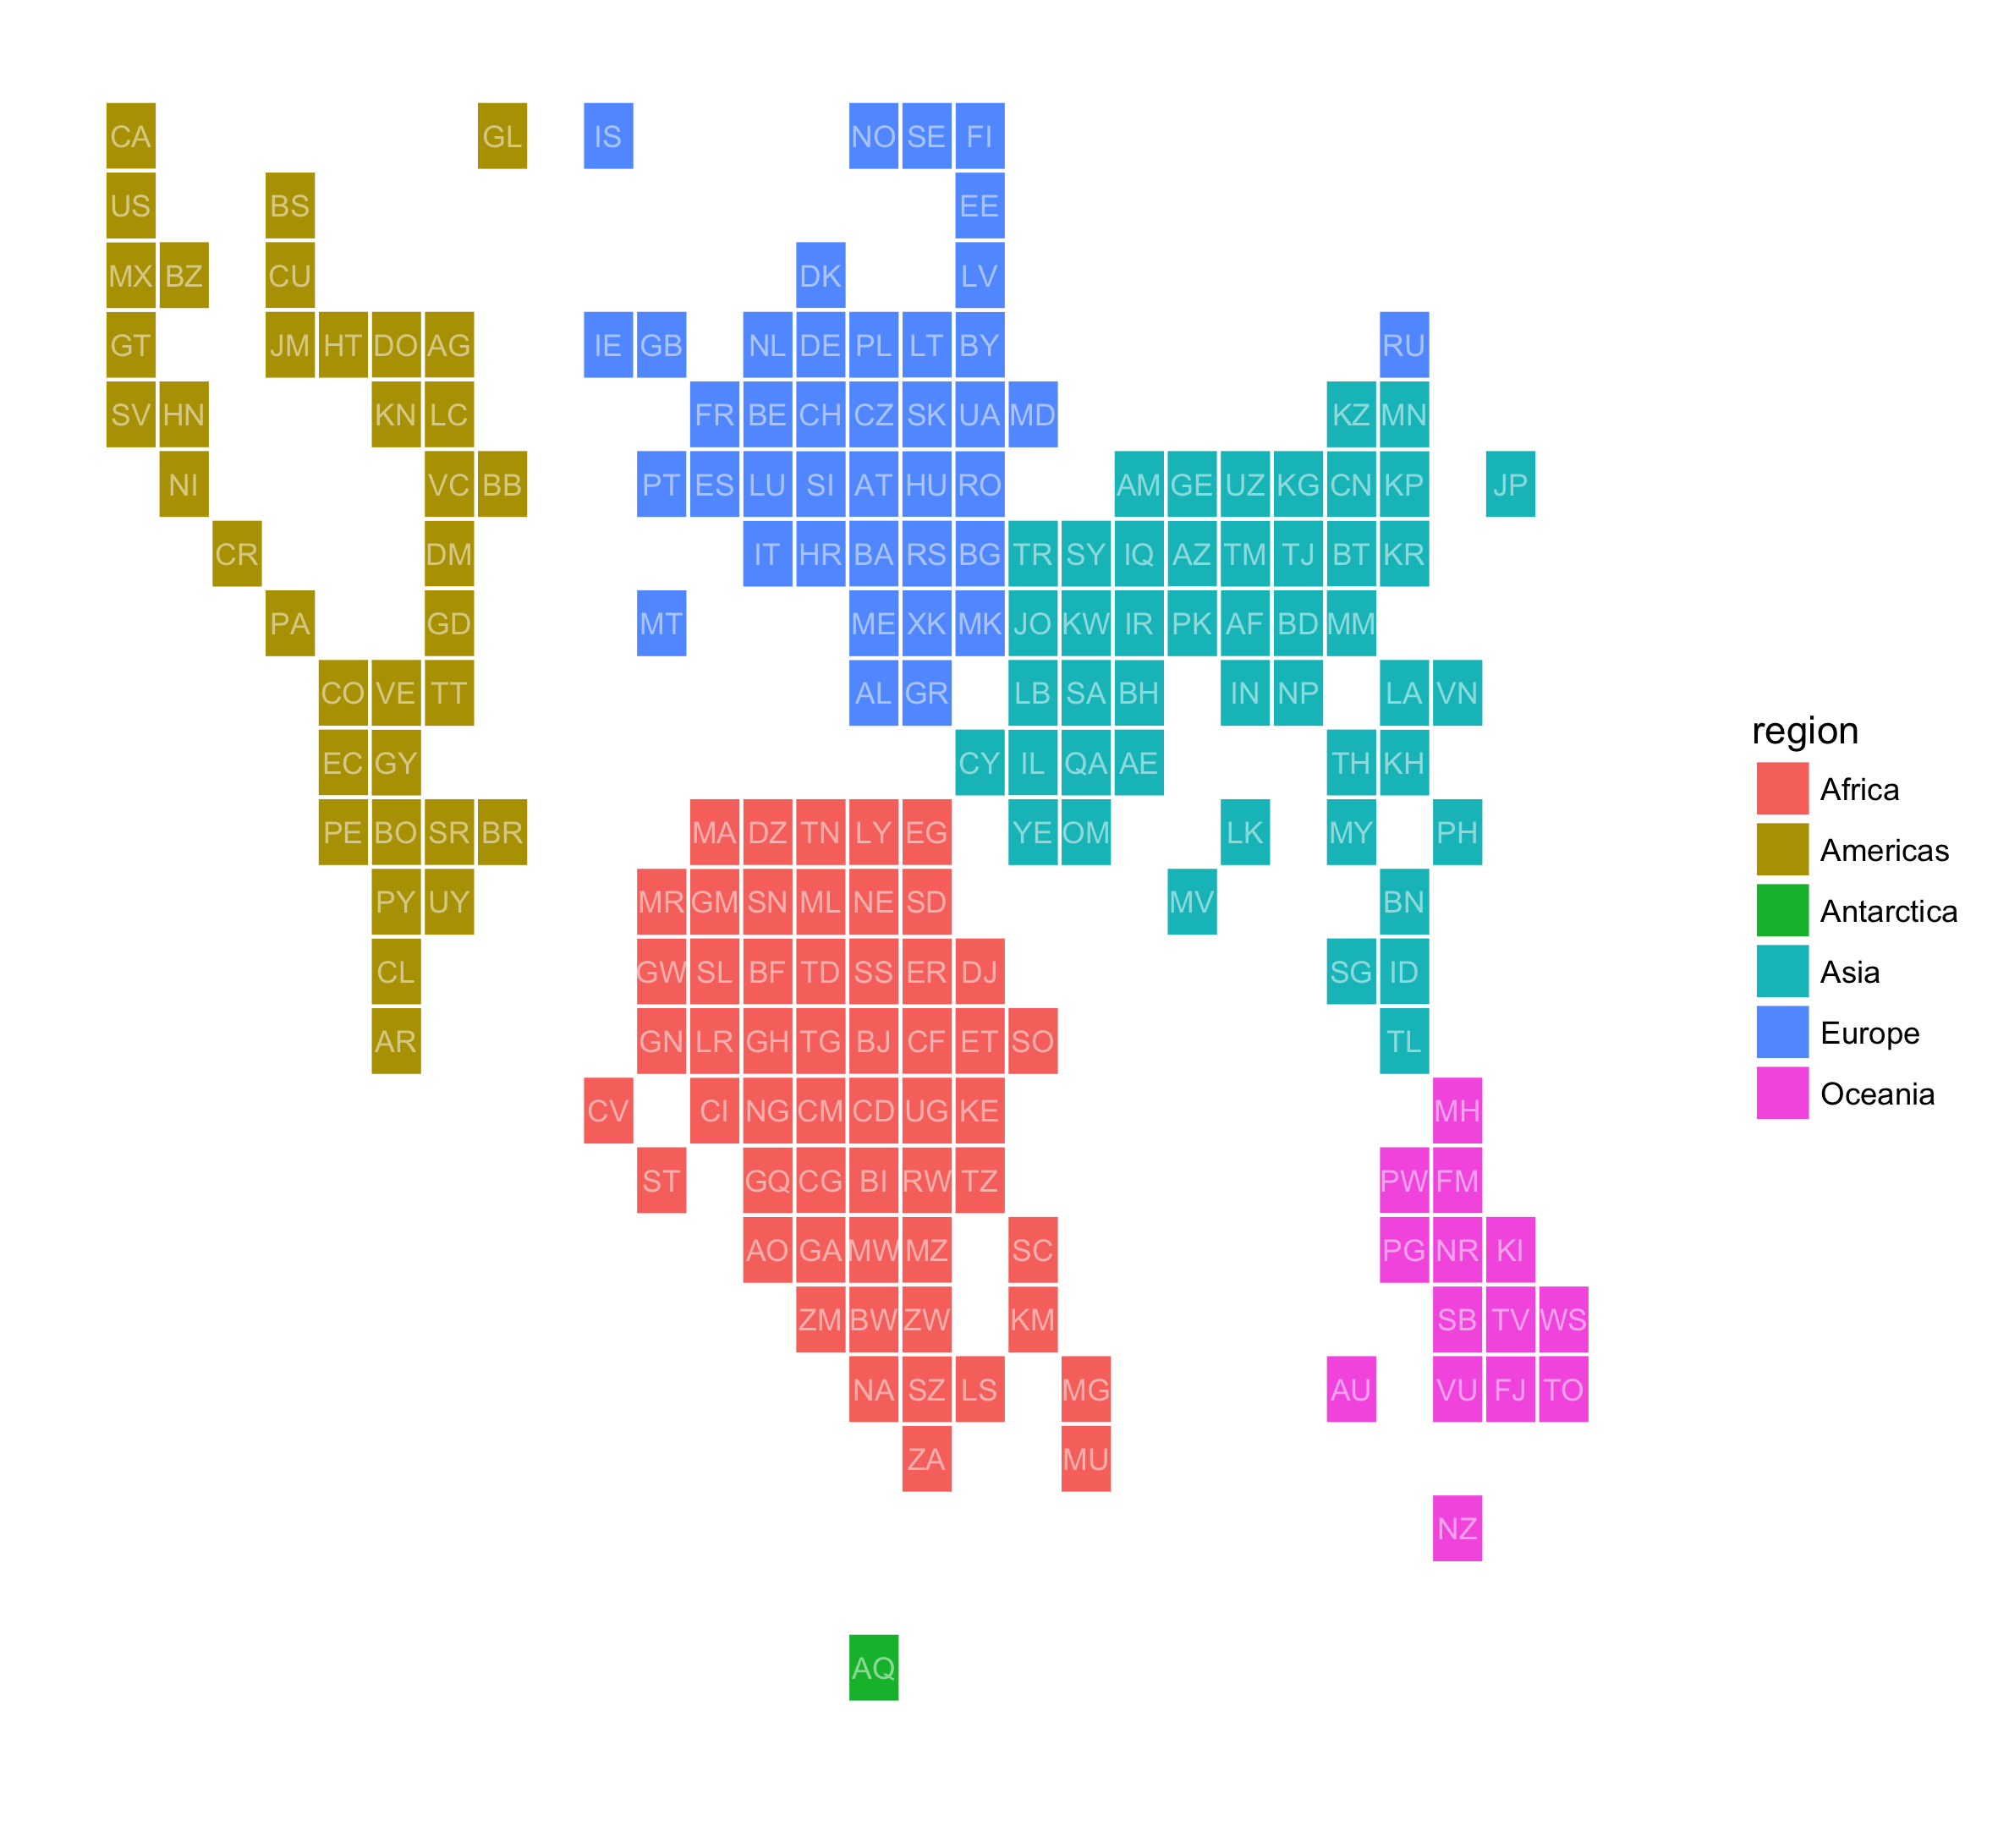 CA GL IS NO SE FI
US BS EE
MX BZ CU DK LV
GT JM HT DO AG IE GB NL DE PL LT BY RU
SV HN KN LC FR BE CH CZ SK UA MD KZ MN
NI VC BB PT ES LU SI AT HU RO AM GE UZ KG CN KP JP
CR DM IT HR BA RS BG TR SY IQ AZ TM TJ BT KR
PA GD MT ME XK MK JO KW IR PK AF BD MM
CO VE TT AL GR LB SA BH IN NP LA VN
EC GY CY IL QA AE TH KH
PE BO SR BR MA DZ TN LY EG YE OM LK MY PH
PY UY MR GM SN ML NE SD MV BN
CL GW SL BF TD SS ER DJ SG ID
AR GN LR GH TG BJ CF ET SO TL
CV CI NG CM CD UG KE MH
ST GQ CG BI RW TZ PW FM
AO GA MW MZ SC PG NR KI
ZM BW ZW KM SB TV WS
NA SZ LS MG AU VU FJ TO
ZA MU
NZ
AQ
region
Africa
Americas
Antarctica
Asia
Europe
Oceania